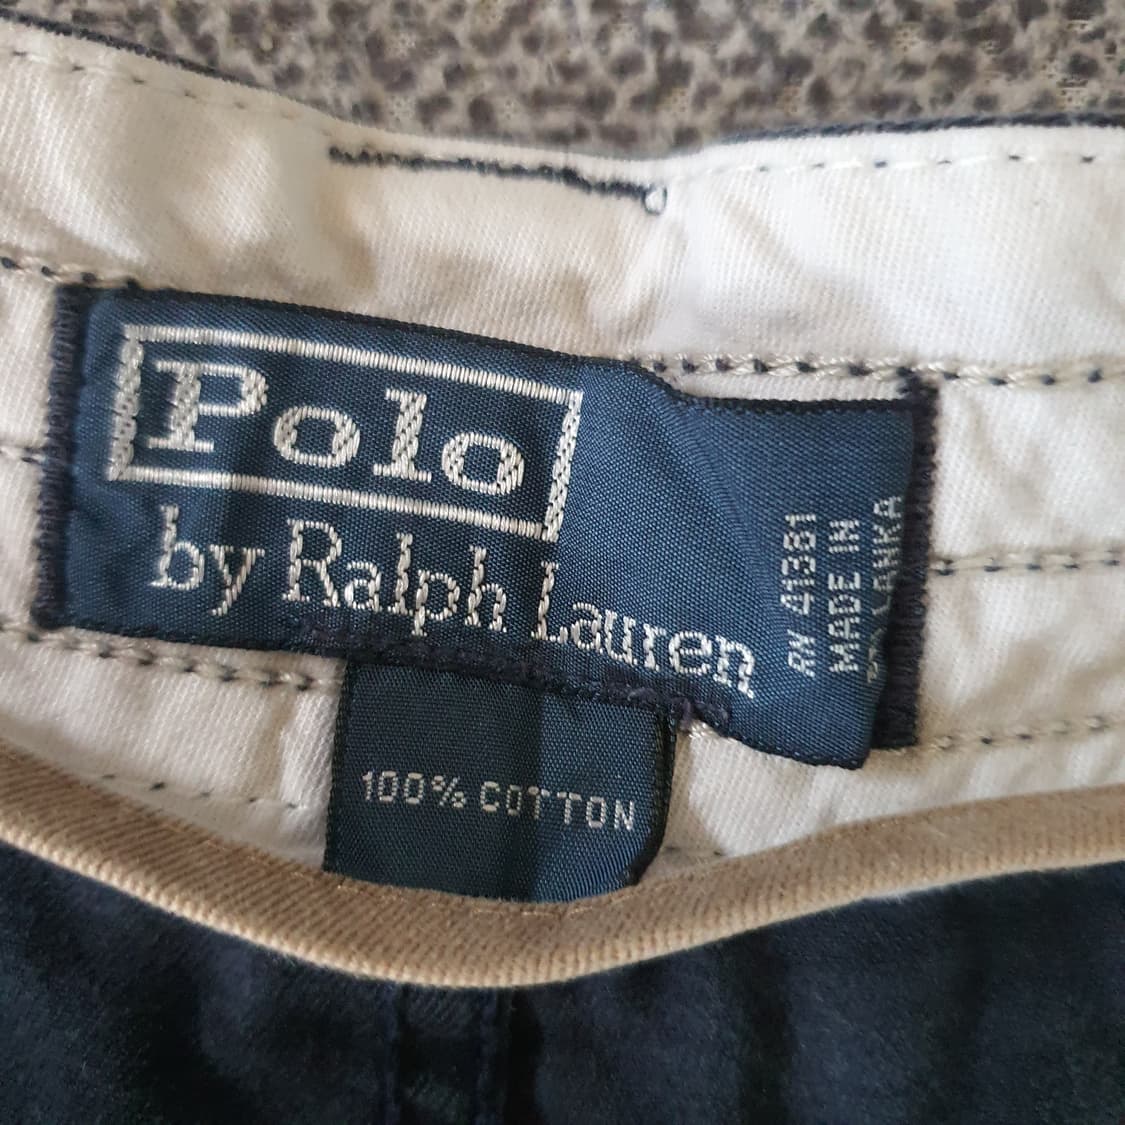 Polo
by Ralph Lauren
RN 41381
MADE IN
LANKA
100% COTTON